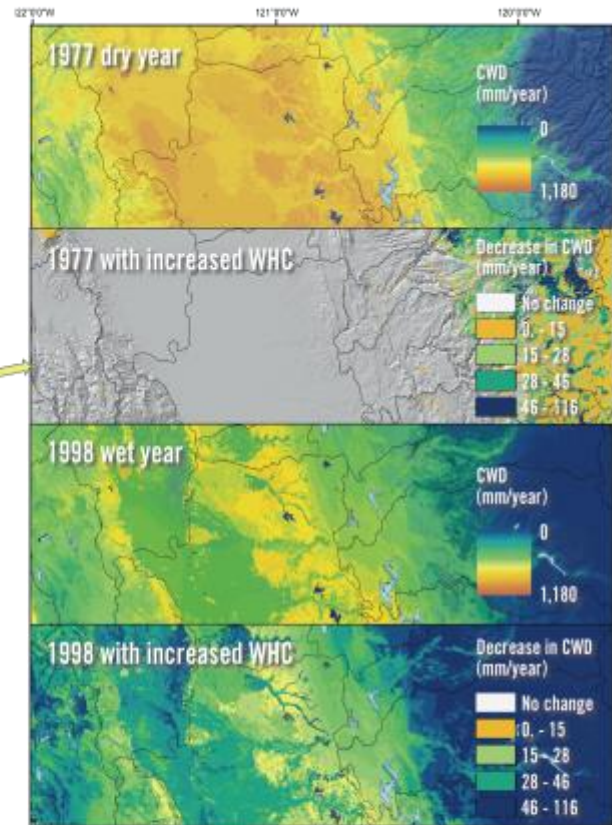 122°0'0"W 121°0'0"W 120°0'0"W
1977 dry year
CWD
(mm/year)
0
1,180
1977 with increased WHC
Decrease in CWD
(mm/year)
No change
0. - 15
15 - 28
28 - 46
46 - 116
1998 wet year
CWD
(mm/year)
0
1,180
1998 with increased WHC
Decrease in CWD
(mm/year)
No change
0. - 15
15 - 28
28 - 46
46 - 116